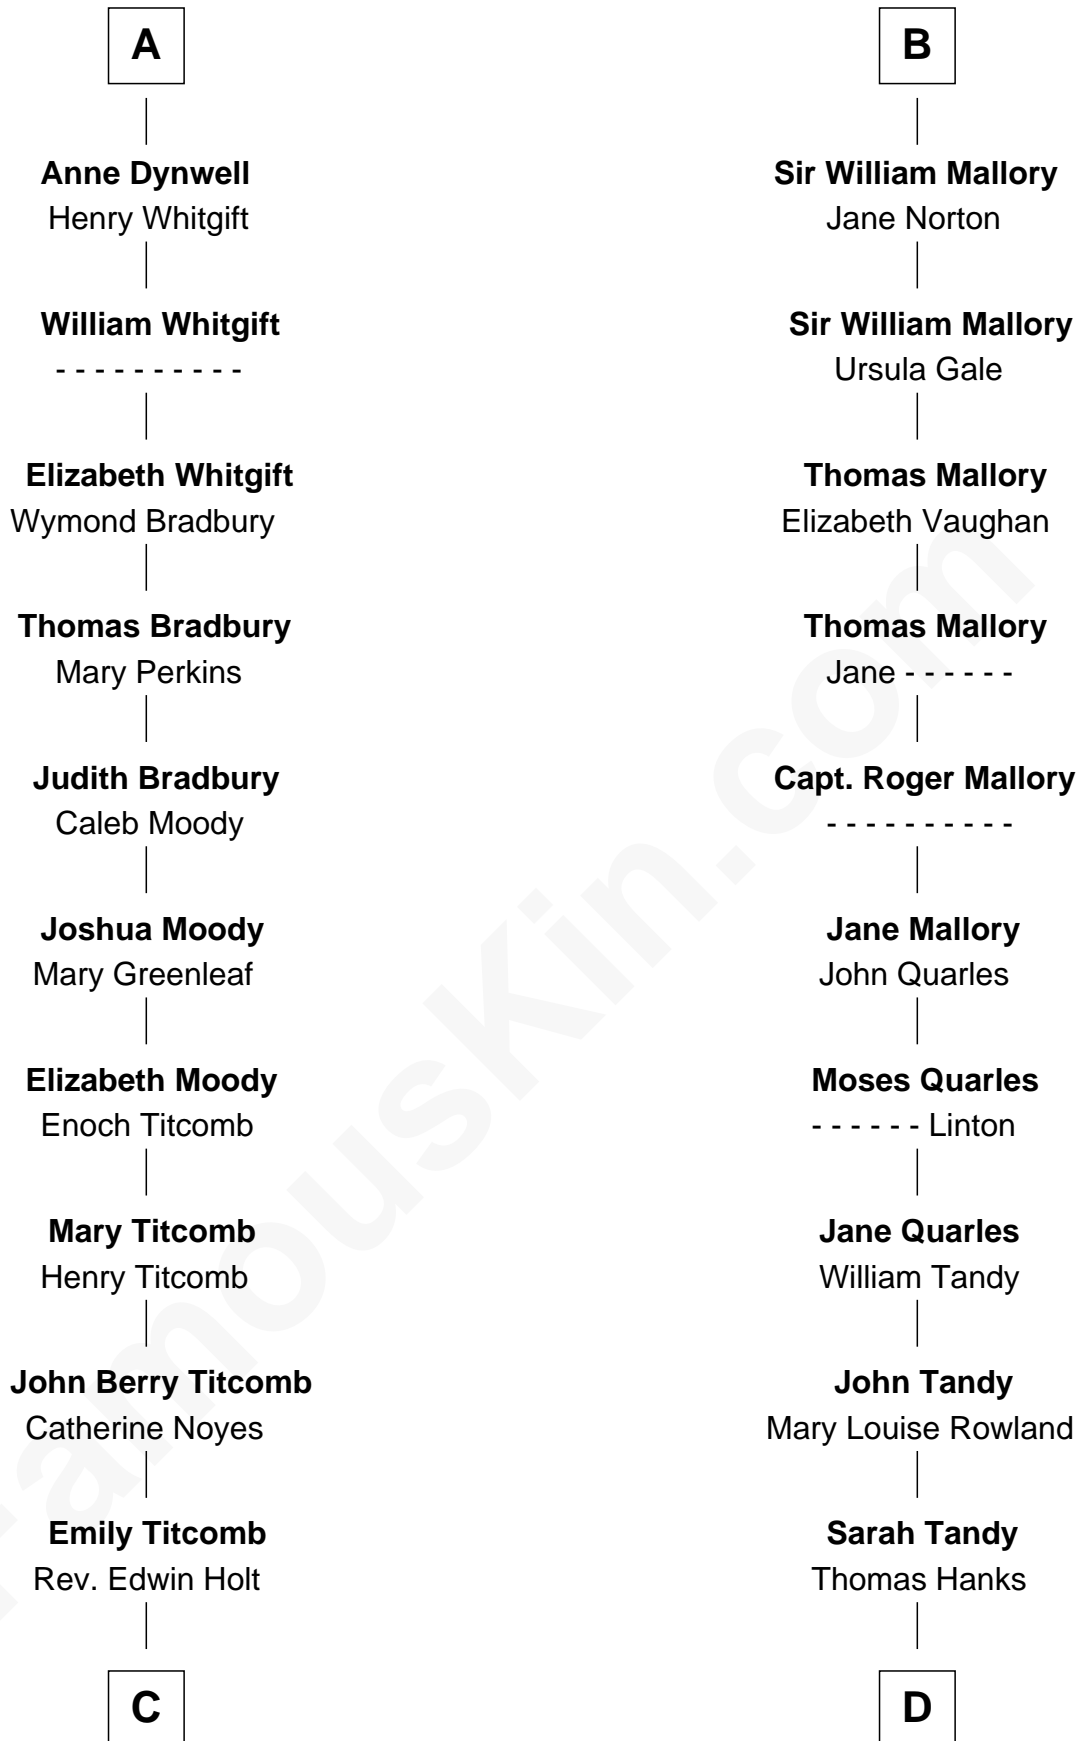 A
Anne Dynwell
Henry Whitgift
William Whitgift
- - - - - - - - - -
Elizabeth Whitgift
Wymond Bradbury
Thomas Bradbury
Mary Perkins
Judith Bradbury
Caleb Moody
Joshua Moody
Mary Greenleaf
Elizabeth Moody
Enoch Titcomb
Mary Titcomb
Henry Titcomb
John Berry Titcomb
Catherine Noyes
Emily Titcomb
Rev. Edwin Holt
C
B
Sir William Mallory
Jane Norton
Sir William Mallory
Ursula Gale
Thomas Mallory
Elizabeth Vaughan
Thomas Mallory
Jane - - - - - -
Capt. Roger Mallory
- - - - - - - - - -
Jane Mallory
John Quarles
Moses Quarles
- - - - - - Linton
Jane Quarles
William Tandy
John Tandy
Mary Louise Rowland
Sarah Tandy
Thomas Hanks
D
FamousKin.com